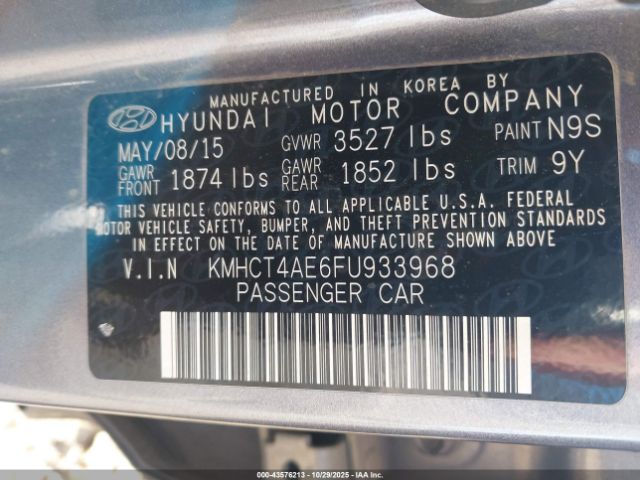 MANUFACTURED IN KOREA BY
HYUNDAI MOTOR COMPANY
MAY/08/15 GVWR 3527 lbs PAINT N9S
GAWR FRONT 1874 lbs GAWR REAR 1852 lbs TRIM 9Y
THIS VEHICLE CONFORMS TO ALL APPLICABLE U.S.A. FEDERAL
MOTOR VEHICLE SAFETY, BUMPER, AND THEFT PREVENTION STANDARDS
IN EFFECT ON THE DATE OF MANUFACTURE SHOWN ABOVE
V.I.N KMHCT4AE6FU933968
PASSENGER CAR
000-43576213 - 10/29/2025 - IAAI.COM